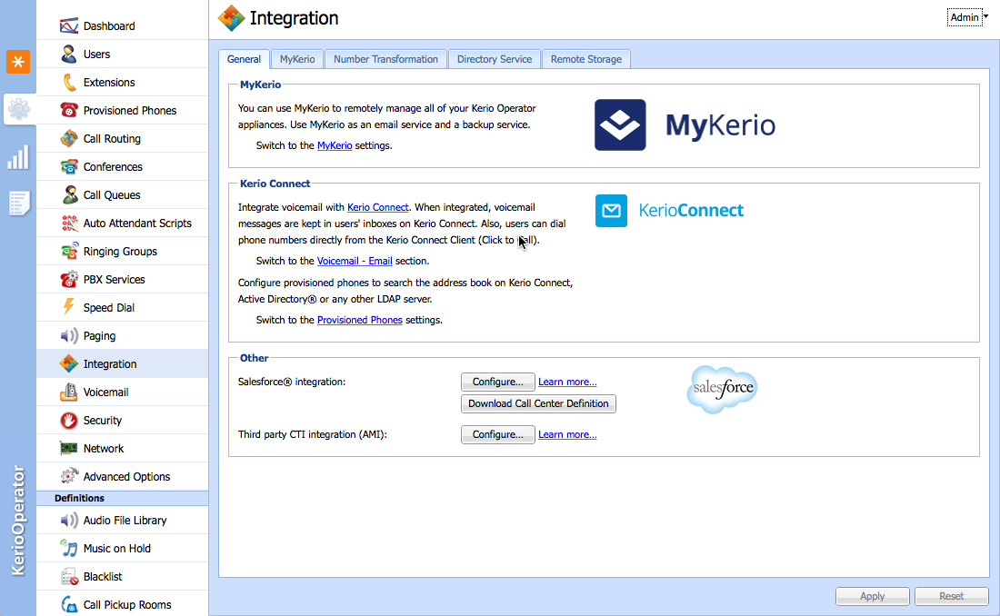 Integration
Admin
KerioOperator
Dashboard
Users
Extensions
Provisioned Phones
Call Routing
Conferences
Call Queues
Auto Attendant Scripts
Ringing Groups
PBX Services
Speed Dial
Paging
Integration
Voicemail
Security
Network
Advanced Options
Definitions
Audio File Library
Music on Hold
Blacklist
Call Pickup Rooms
General MyKerio Number Transformation Directory Service Remote Storage
MyKerio
You can use MyKerio to remotely manage all of your Kerio Operator
appliances. Use MyKerio as an email service and a backup service.
Switch to the MyKerio settings.
MyKerio
Kerio Connect
Integrate voicemail with Kerio Connect. When integrated, voicemail
messages are kept in users' inboxes on Kerio Connect. Also, users can dial
phone numbers directly from the Kerio Connect Client (Click to Call).
Switch to the Voicemail - Email section.
Configure provisioned phones to search the address book on Kerio Connect,
Active Directory® or any other LDAP server.
Switch to the Provisioned Phones settings.
KerioConnect
Other
Salesforce® integration: Configure... Learn more...
Download Call Center Definition
Third party CTI integration (AMI): Configure... Learn more...
salesforce
Apply Reset